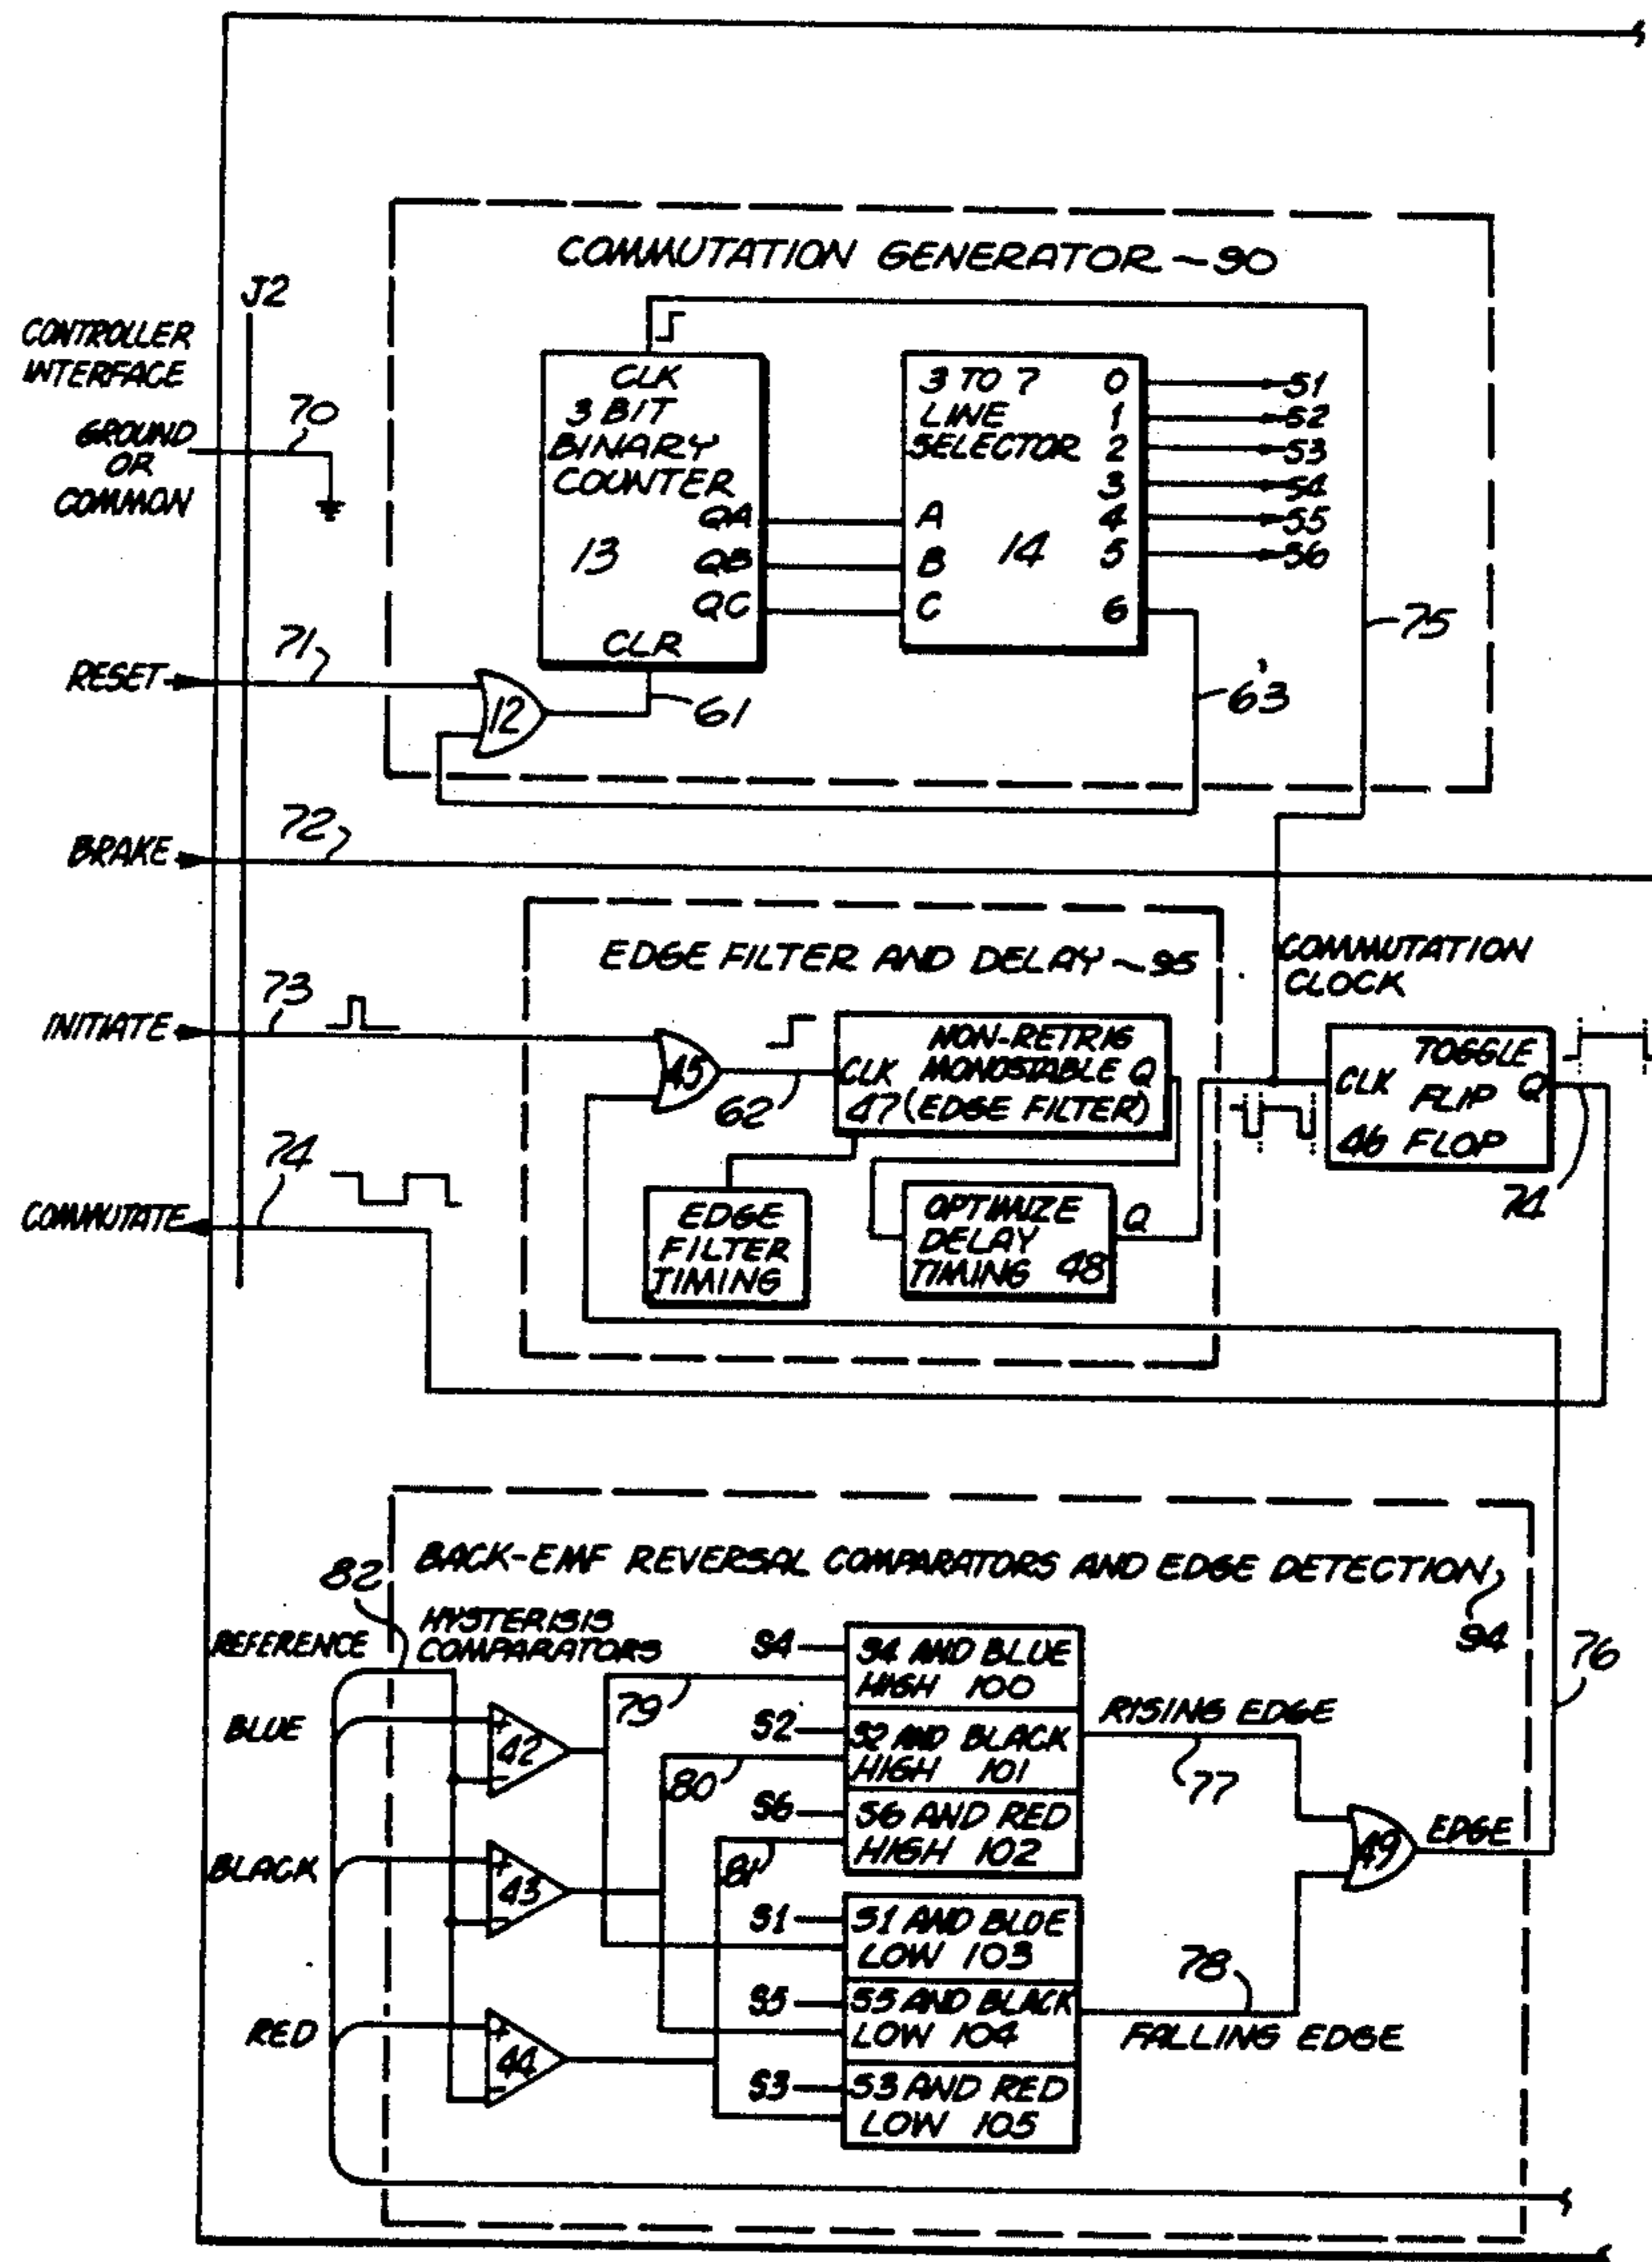 COMMUTATION GENERATOR 90
J2
CONTROLLER
INTERFACE
70
GROUND
OR
COMMON
CLK
3 BIT
BINARY
COUNTER
QA
13
QB
QC
CLR
3 TO 7
LINE
SELECTOR
14
A
B
C
0
1
2
3
4
5
6
S1
S2
S3
S4
S5
S6
75
RESET
71
12
61
63'
BRAKE
72
EDGE FILTER AND DELAY 95
COMMUTATION
CLOCK
INITIATE
73
45
62
NON-RETRIG
CLK MONOSTABLE Q
47 (EDGE FILTER)
TOGGLE
CLK FLIP Q
46 FLOP
74
COMMUTATE
74
EDGE
FILTER
TIMING
OPTIMIZE
DELAY
TIMING 48
Q
BACK-EMF REVERSAL COMPARATORS AND EDGE DETECTION
94
82
HYSTERISIS
COMPARATORS
REFERENCE
76
BLUE
+
42
-
79
S4
S4 AND BLUE
HIGH 100
RISING EDGE
77
80
S2
S2 AND BLACK
HIGH 101
BLACK
+
43
-
81
S6
S6 AND RED
HIGH 102
49
EDGE
S1
S1 AND BLUE
LOW 103
78
RED
+
44
-
S5
S5 AND BLACK
LOW 104
FALLING EDGE
S3
S3 AND RED
LOW 105